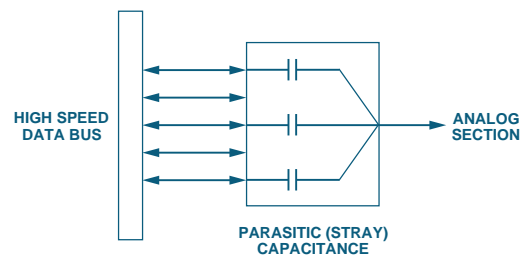 HIGH SPEED
DATA BUS
ANALOG
SECTION
PARASITIC (STRAY)
CAPACITANCE